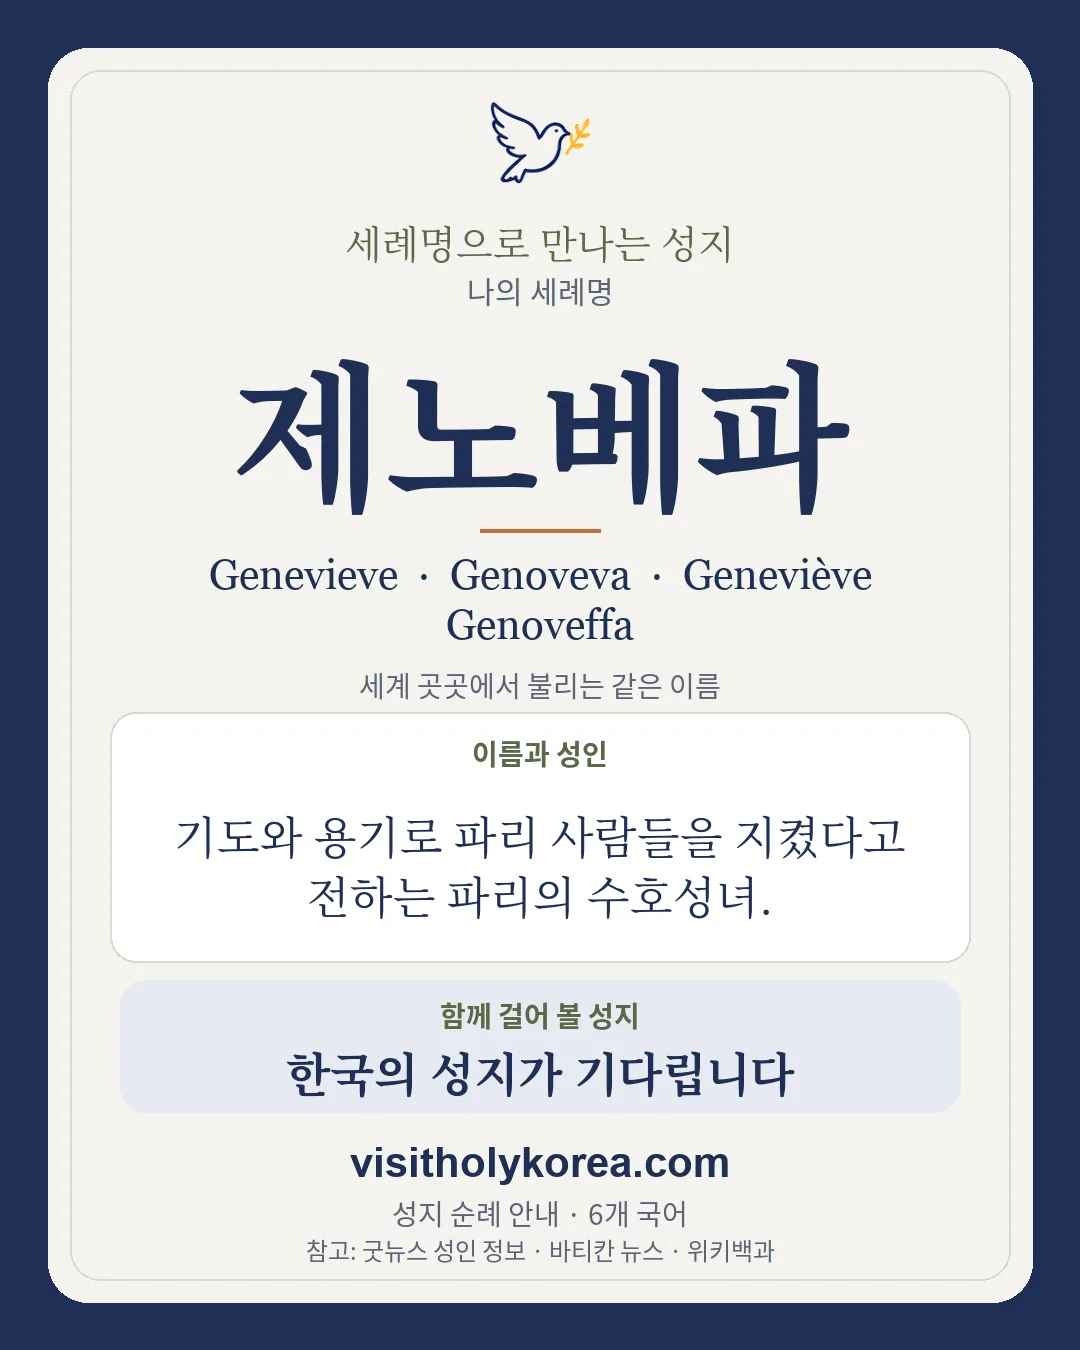 세례명으로 만나는 성지
나의 세례명
제노베파
Genevieve · Genoveva · Geneviève
Genoveffa
세계 곳곳에서 불리는 같은 이름
이름과 성인
기도와 용기로 파리 사람들을 지켰다고
전하는 파리의 수호성녀.
함께 걸어 볼 성지
한국의 성지가 기다립니다
visitholykorea.com
성지 순례 안내 · 6개 국어
참고: 굿뉴스 성인 정보 · 바티칸 뉴스 · 위키백과